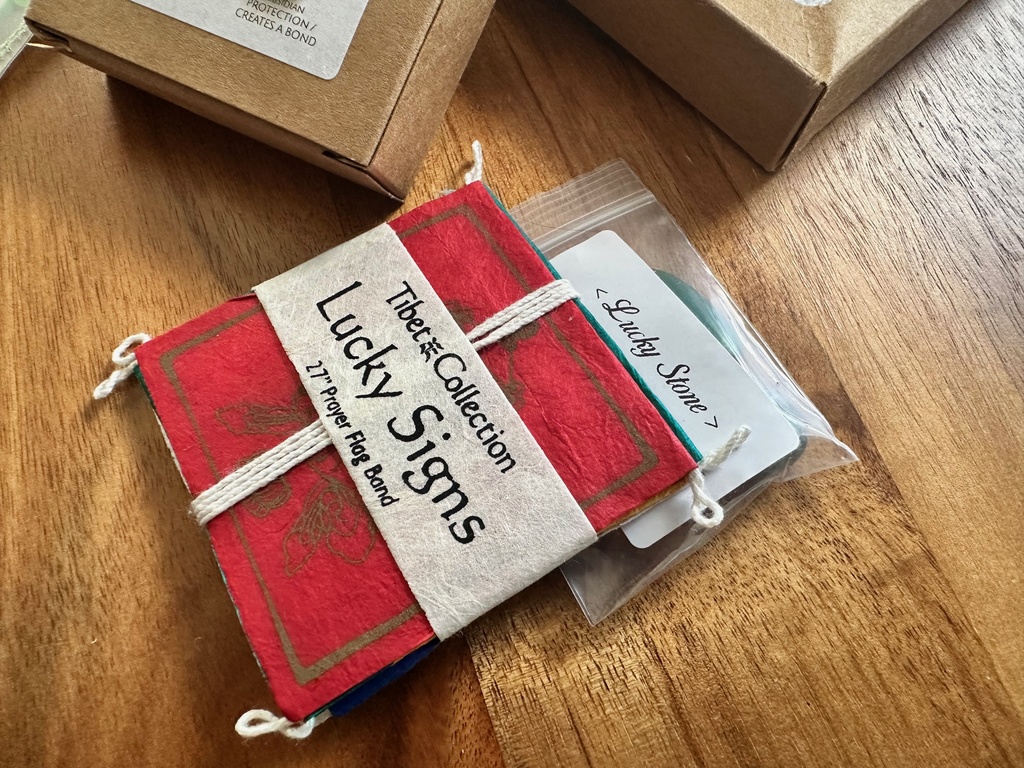 PROTECTION /
CREATES A BOND
Tibet Collection
Lucky Signs
27" Prayer Flag Band
<Lucky Stone>